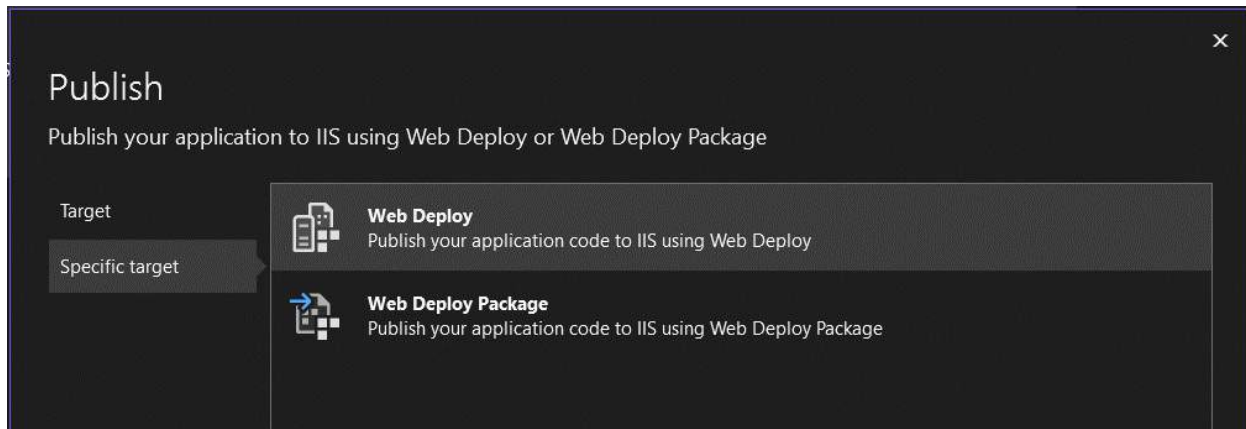 Publish
Publish your application to IIS using Web Deploy or Web Deploy Package
Target
Specific target
Web Deploy
Publish your application code to IIS using Web Deploy
Web Deploy Package
Publish your application code to IIS using Web Deploy Package